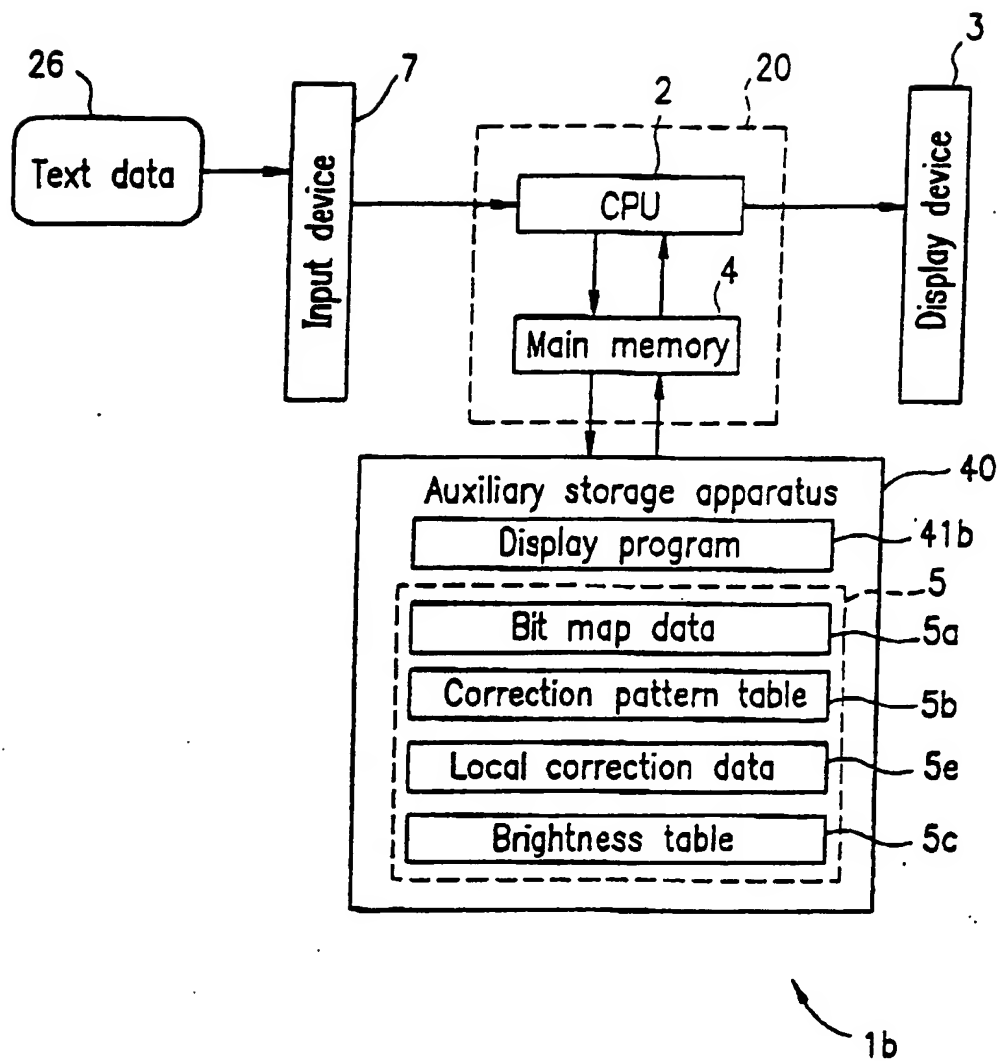 26
7
2
20
3
Text data
Input device
CPU
Display device
4
Main memory
Auxiliary storage apparatus
40
Display program
41b
5
Bit map data
5a
Correction pattern table
5b
Local correction data
5e
Brightness table
5c
1b